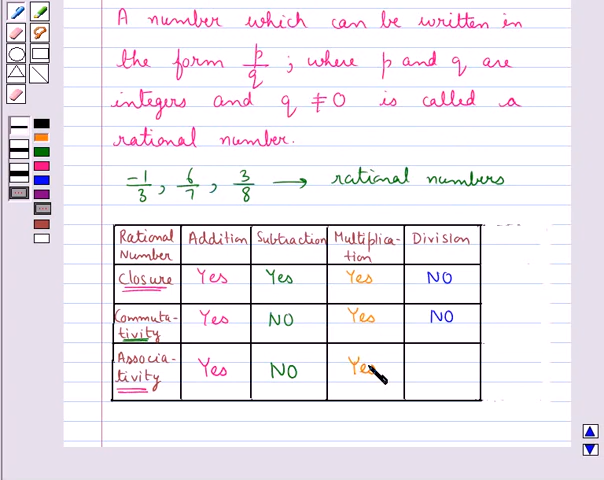 A number which can be written in
the form p/q ; where p and q are
integers and q ≠ 0 is called a
rational number.
-1/3 , 6/7 , 3/8 ⟶ rational numbers
Rational Number Addition Subtraction Multiplica-tion Division
Closure Yes Yes Yes NO
Commuta-tivity Yes NO Yes NO
Associa-tivity Yes NO Yes